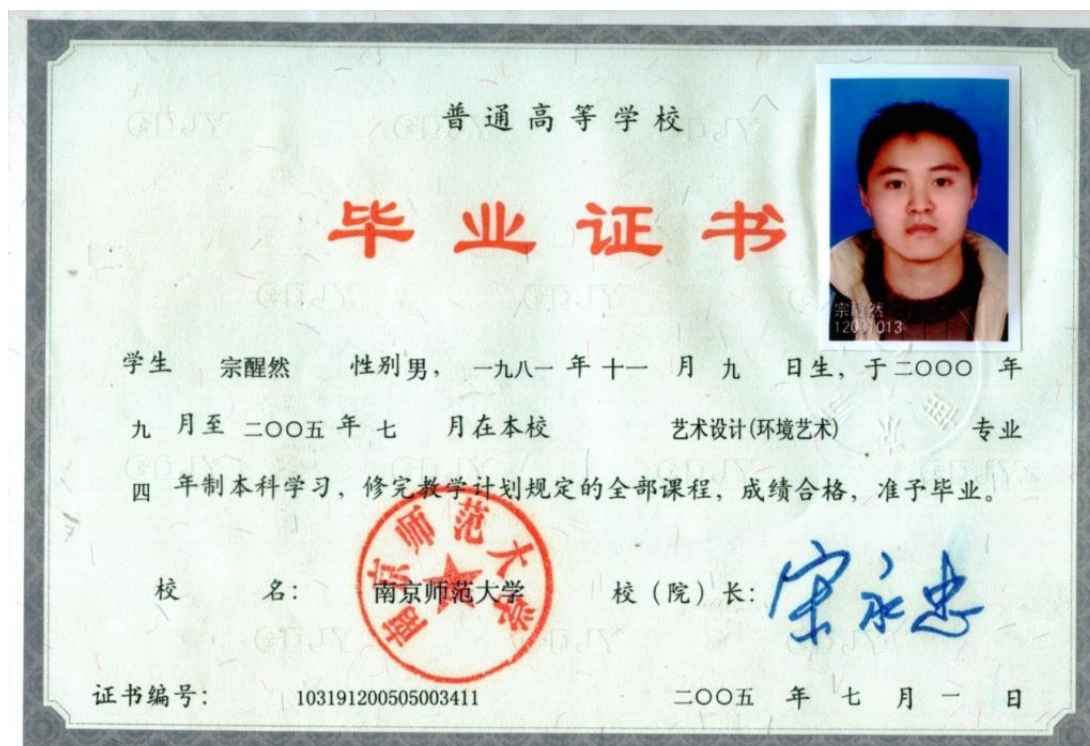 普通高等学校
毕业证书
宗醒然
12001013
学生 宗醒然 性别男，一九八一年十一月九日生，于二〇〇〇年
九月至二〇〇五年七月在本校 艺术设计(环境艺术) 专业
四年制本科学习，修完教学计划规定的全部课程，成绩合格，准予毕业。
南京师范大学
校名：南京师范大学 校（院）长：宋永忠
证书编号：103191200505003411 二〇〇五年七月一日